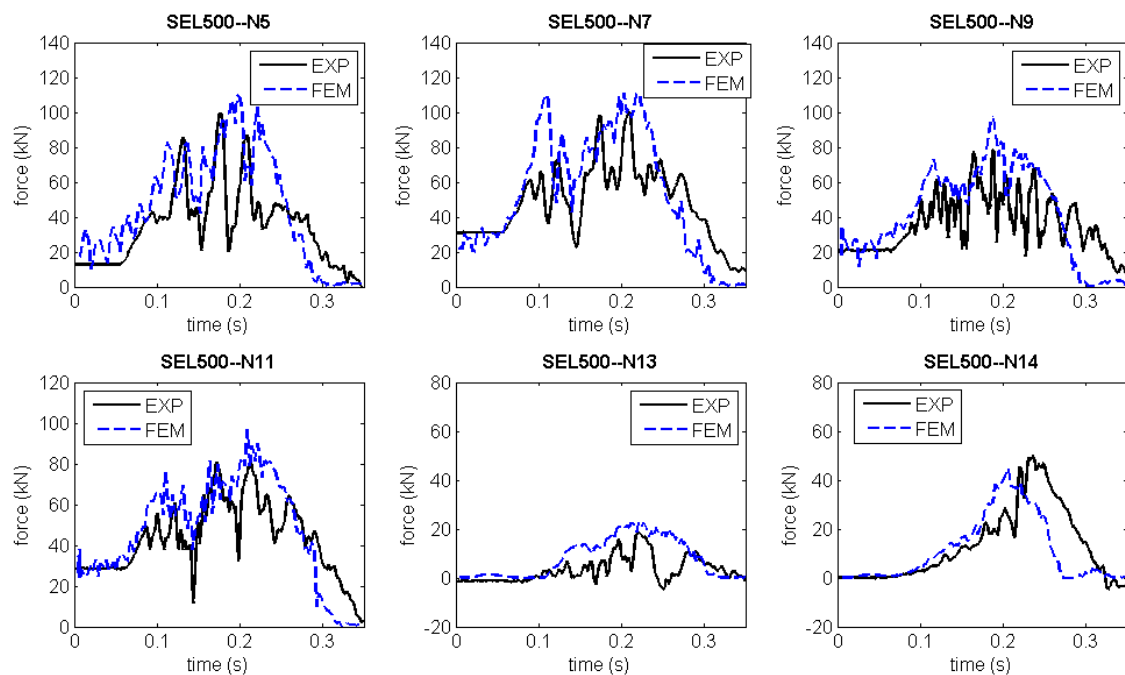 SEL500--N5
140
120
100
80
60
40
20
0
force (kN)
EXP
FEM
0
0.1
0.2
0.3
time (s)
SEL500--N7
140
120
100
80
60
40
20
0
force (kN)
EXP
FEM
0
0.1
0.2
0.3
time (s)
SEL500--N9
140
120
100
80
60
40
20
0
force (kN)
EXP
FEM
0
0.1
0.2
0.3
time (s)
SEL500--N11
120
100
80
60
40
20
0
force (kN)
EXP
FEM
0
0.1
0.2
0.3
time (s)
SEL500--N13
80
60
40
20
0
-20
force (kN)
EXP
FEM
0
0.1
0.2
0.3
time (s)
SEL500--N14
80
60
40
20
0
-20
force (kN)
EXP
FEM
0
0.1
0.2
0.3
time (s)